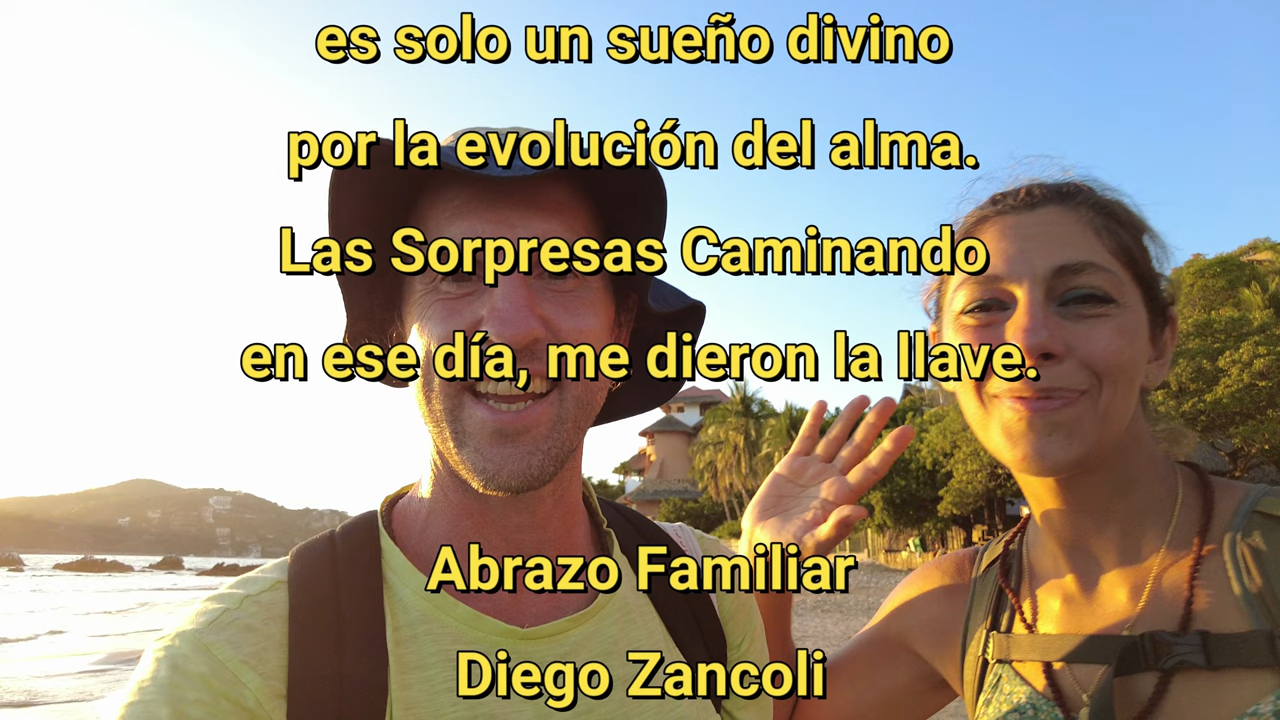 es solo un sueño divino
por la evolución del alma.
Las Sorpresas Caminando
en ese día, me dieron la llave.
Abrazo Familiar
Diego Zancoli